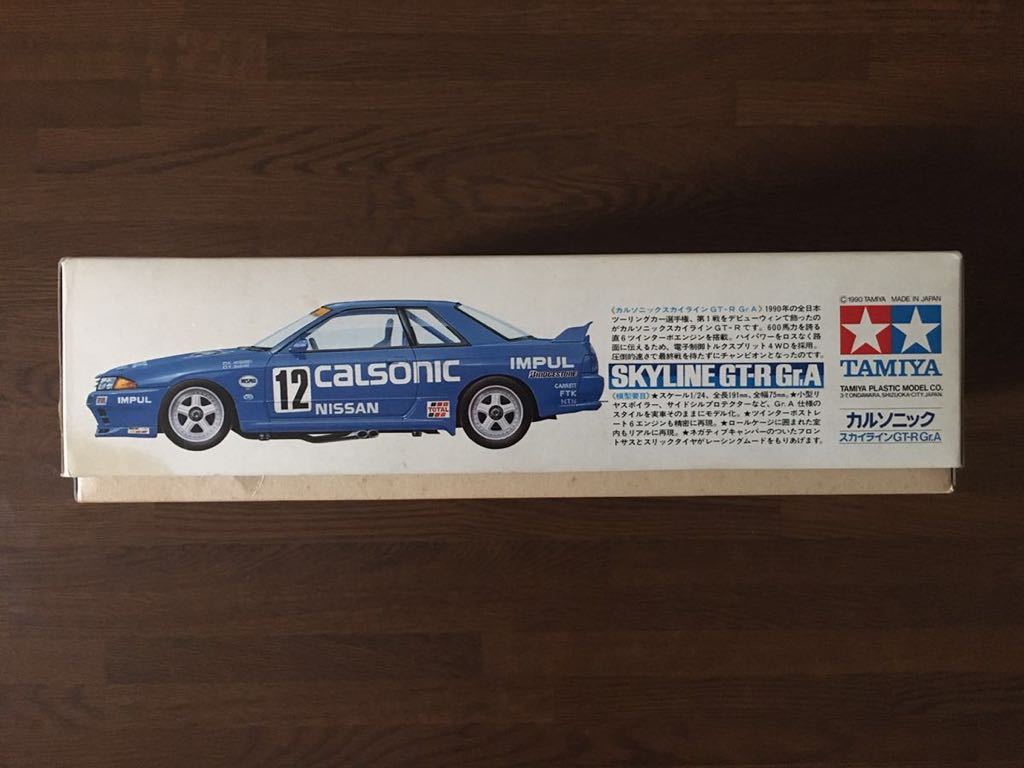 《カルソニックスカイラインGT-R Gr.A》1990年の全日本
ツーリングカー選手権、第1戦をデビューウィンで飾ったの
がカルソニックスカイラインGT-Rです。600馬力を誇る
直6ツインターボエンジンを搭載。ハイパワーをロスなく路
面に伝えるため、電子制御トルクスプリット4WDを採用。
圧倒的速さで最終戦を待たずにチャンピオンとなったのです。
SKYLINE GT-R Gr.A
《模型要目》★スケール1/24、全長191mm、全幅75mm。★小型リ
ヤスポイラー、サイドシルプロテクターなど、Gr.A仕様の
スタイルを実車そのままにモデル化。★ツインターボストレ
ート6エンジンも精密に再現。★ロールケージに囲まれた室
内もリアルに再現。★ネガティブキャンバーのついたフロン
トサスとスリックタイヤがレーシングムードをもりあげます。
©1990 TAMIYA MADE IN JAPAN
TAMIYA
TAMIYA PLASTIC MODEL CO.
3-7, ONDAWARA, SHIZUOKA-CITY, JAPAN
カルソニック
スカイラインGT-R Gr.A
12
calsonic
NISSAN
IMPUL
IMPUL
BRIDGESTONE
GARRETT
FTK
NTN
TOTAL
NISMO